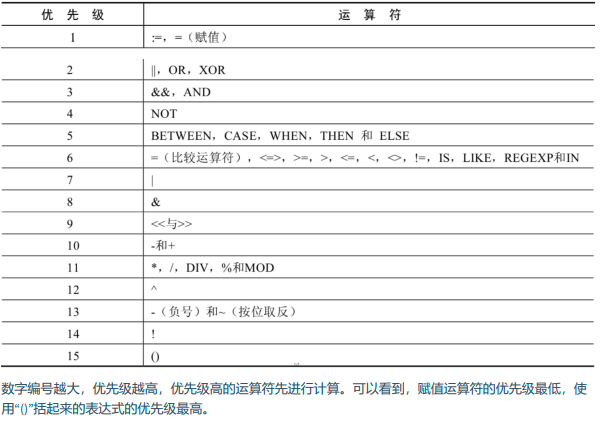 优 先 级 运 算 符
1 :=，=（赋值）
2 ||，OR，XOR
3 &&，AND
4 NOT
5 BETWEEN，CASE，WHEN，THEN 和 ELSE
6 =（比较运算符），<=>，>=，>，<=，<，<>，!=，IS，LIKE，REGEXP和IN
7 |
8 &
9 <<与>>
10 -和+
11 *，/，DIV，%和MOD
12 ^
13 -（负号）和~（按位取反）
14 !
15 ()
数字编号越大，优先级越高，优先级高的运算符先进行计算。可以看到，赋值运算符的优先级最低，使
用“()”括起来的表达式的优先级最高。